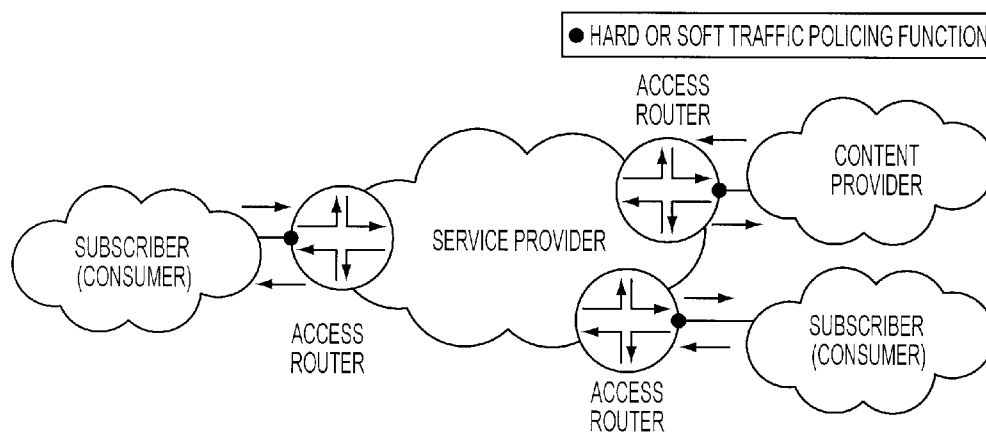 HARD OR SOFT TRAFFIC POLICING FUNCTION
ACCESS
ROUTER
CONTENT
PROVIDER
SUBSCRIBER
(CONSUMER)
SERVICE PROVIDER
ACCESS
ROUTER
SUBSCRIBER
(CONSUMER)
ACCESS
ROUTER